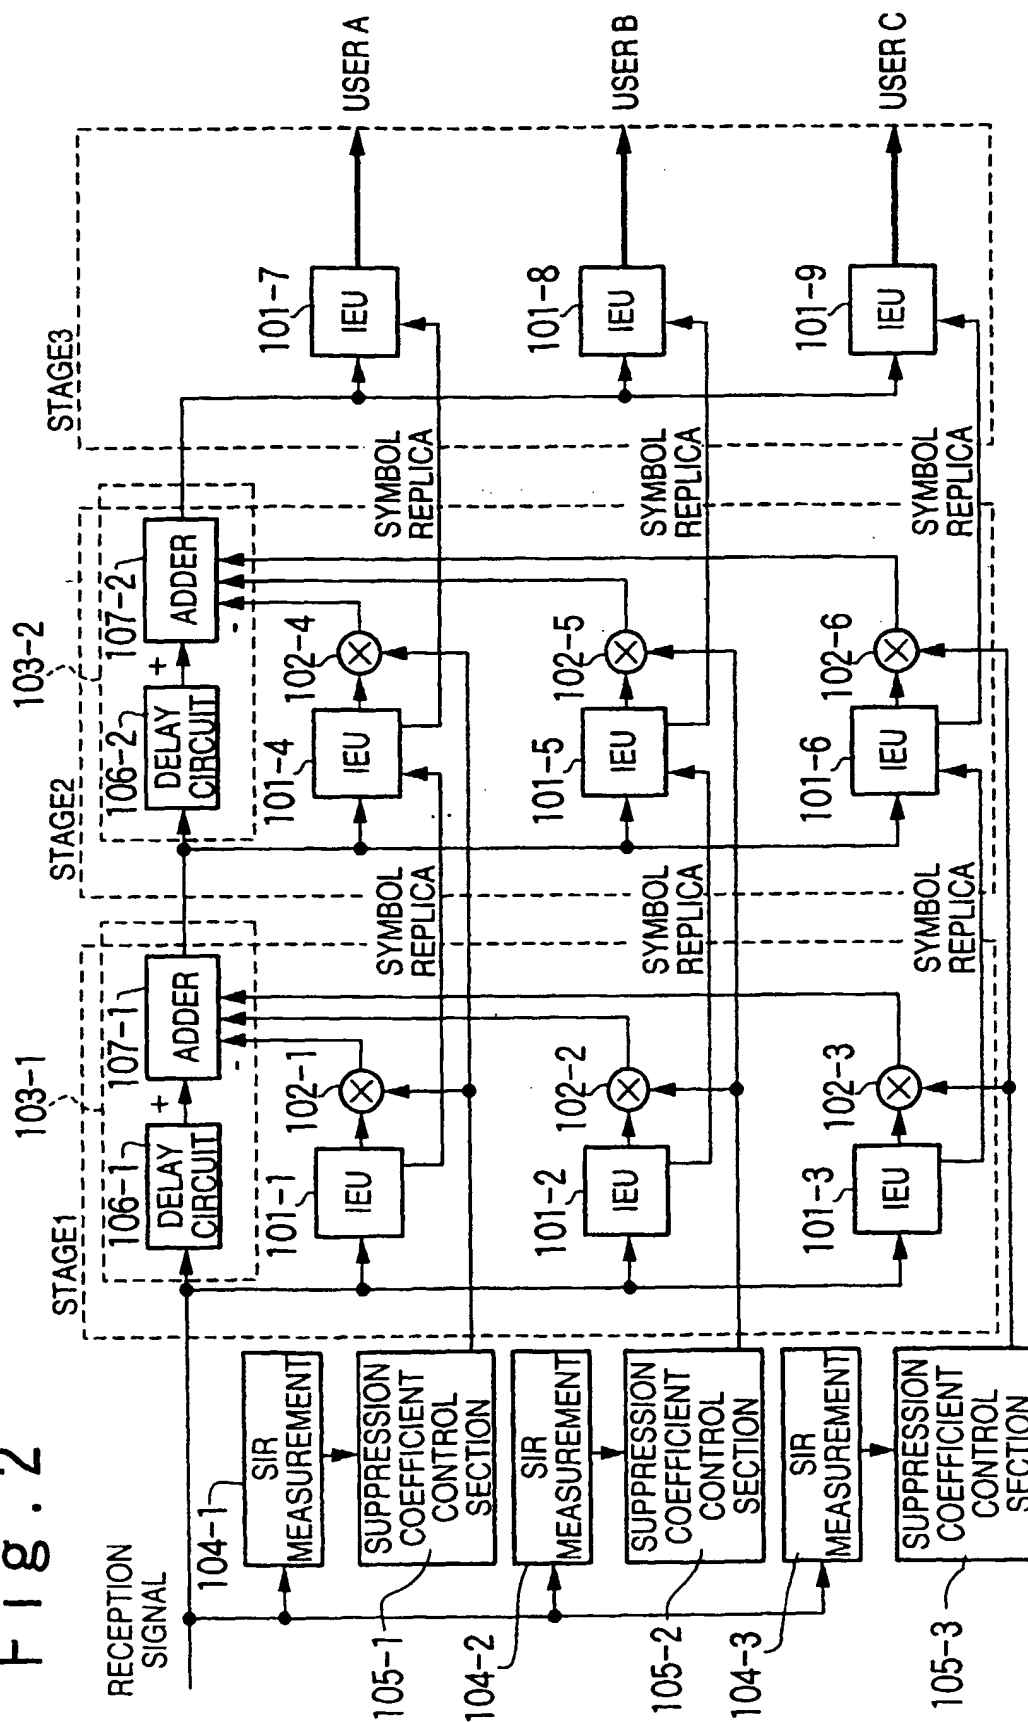 Fig. 2
RECEPTION
SIGNAL
104-1
SIR
MEASUREMENT
105-1
SUPPRESSION
COEFFICIENT
CONTROL
SECTION
104-2
SIR
MEASUREMENT
105-2
SUPPRESSION
COEFFICIENT
CONTROL
SECTION
104-3
SIR
MEASUREMENT
105-3
SUPPRESSION
COEFFICIENT
CONTROL
SECTION
STAGE1
103-1
106-1
DELAY
CIRCUIT
+
107-1
ADDER
-
101-1
IEU
102-1
SYMBOL
REPLICA
101-2
IEU
102-2
SYMBOL
REPLICA
101-3
IEU
102-3
SYMBOL
REPLICA
STAGE2
103-2
106-2
DELAY
CIRCUIT
+
107-2
ADDER
-
101-4
IEU
102-4
SYMBOL
REPLICA
101-5
IEU
102-5
SYMBOL
REPLICA
101-6
IEU
102-6
SYMBOL
REPLICA
STAGE3
101-7
IEU
USER A
101-8
IEU
USER B
101-9
IEU
USER C